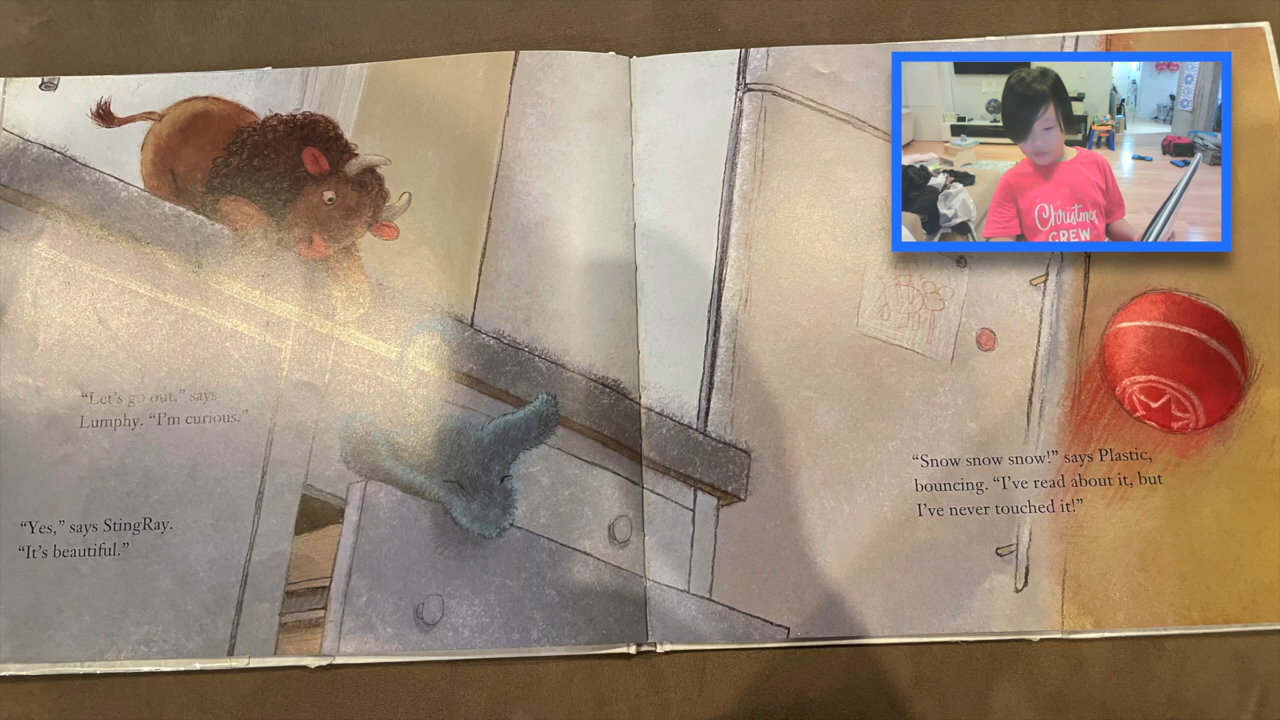 “Let’s go out,” says
Lumphy. “I’m curious.”
“Yes,” says StingRay.
“It’s beautiful.”
“Snow snow snow!” says Plastic,
bouncing. “I’ve read about it, but
I’ve never touched it!”
Christmas
CREW